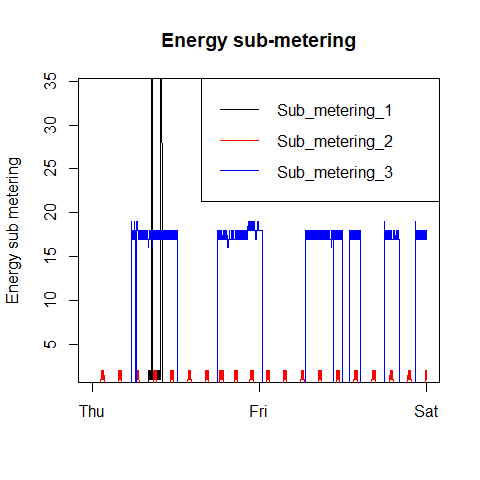 Energy sub-metering
Energy sub metering
35
30
25
20
15
10
5
Sub_metering_1
Sub_metering_2
Sub_metering_3
Thu Fri Sat